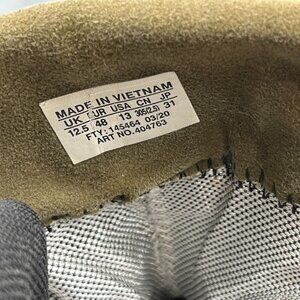 MADE IN VIETNAM
UK EUR USA CN JP
12.5 48 13 305(2.5) 31
FTY: 145464 03/20
ART NO. 404763